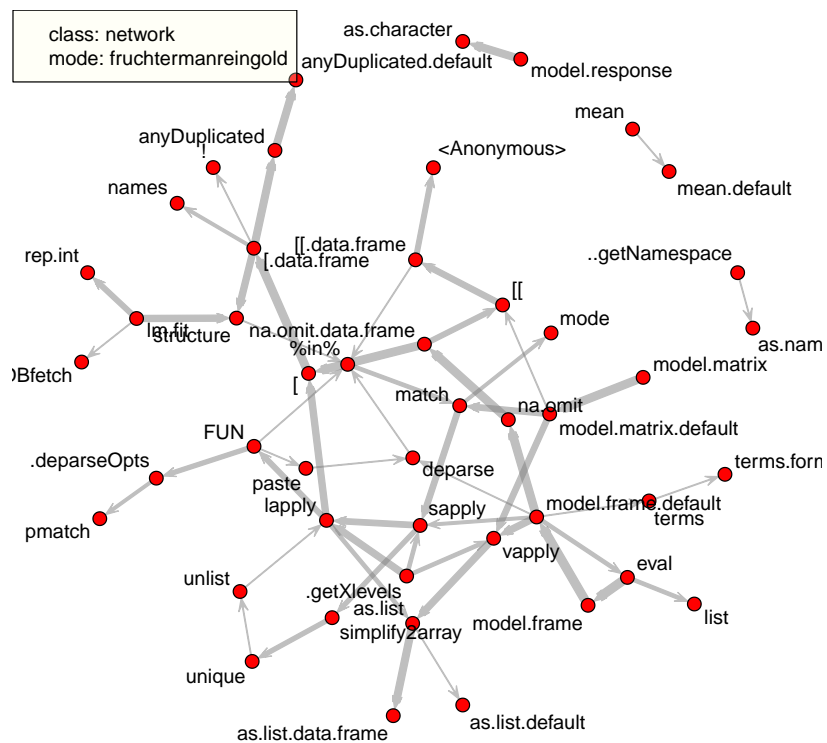 class: network
mode: fruchtermanreingold
as.character
anyDuplicated.default
model.response
mean
anyDuplicated
!
<Anonymous>
mean.default
names
[[.data.frame
..getNamespace
rep.int
[.data.frame
[[
lm.fit
structure
na.omit.data.frame
mode
as.nam
%in%
model.matrix
DBfetch
[
match
na.omit
model.matrix.default
FUN
.deparseOpts
deparse
terms.form
paste
pmatch
lapply
sapply
model.frame.default
terms
vapply
eval
unlist
.getXlevels
as.list
list
simplify2array
model.frame
unique
as.list.data.frame
as.list.default